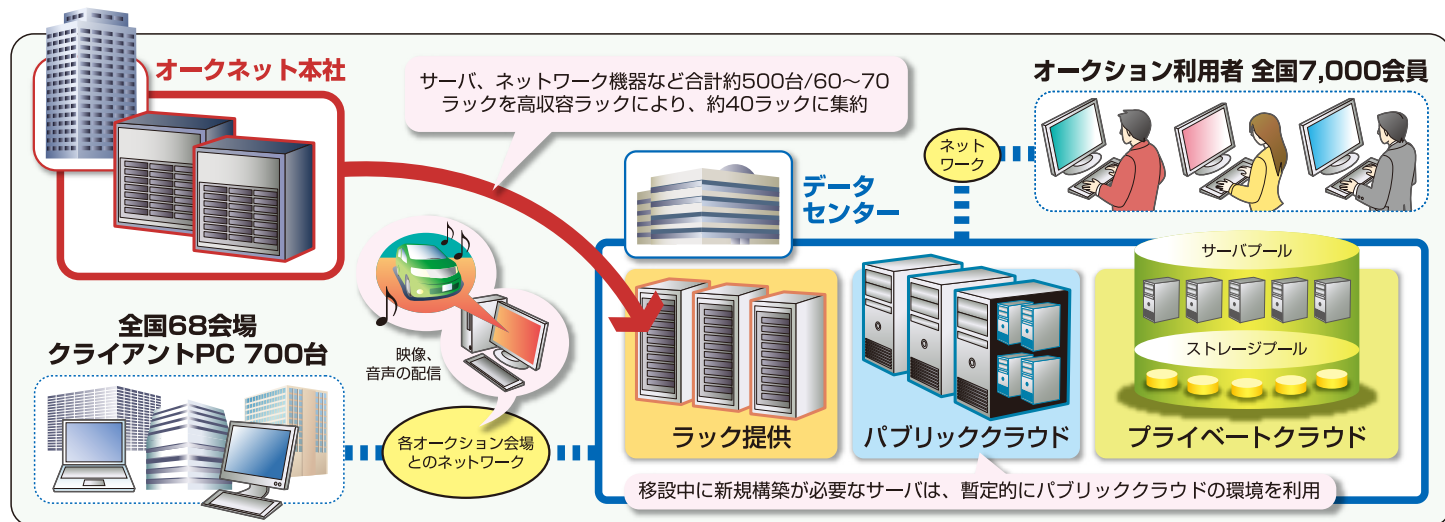 オークネット本社
サーバ、ネットワーク機器など合計約500台/60〜70
ラックを高収容ラックにより、約40ラックに集約
オークション利用者 全国7,000会員
ネット
ワーク
データ
センター
全国68会場
クライアントPC 700台
映像、
音声の配信
各オークション会場
とのネットワーク
ラック提供
パブリッククラウド
サーバプール
ストレージプール
プライベートクラウド
移設中に新規構築が必要なサーバは、暫定的にパブリッククラウドの環境を利用